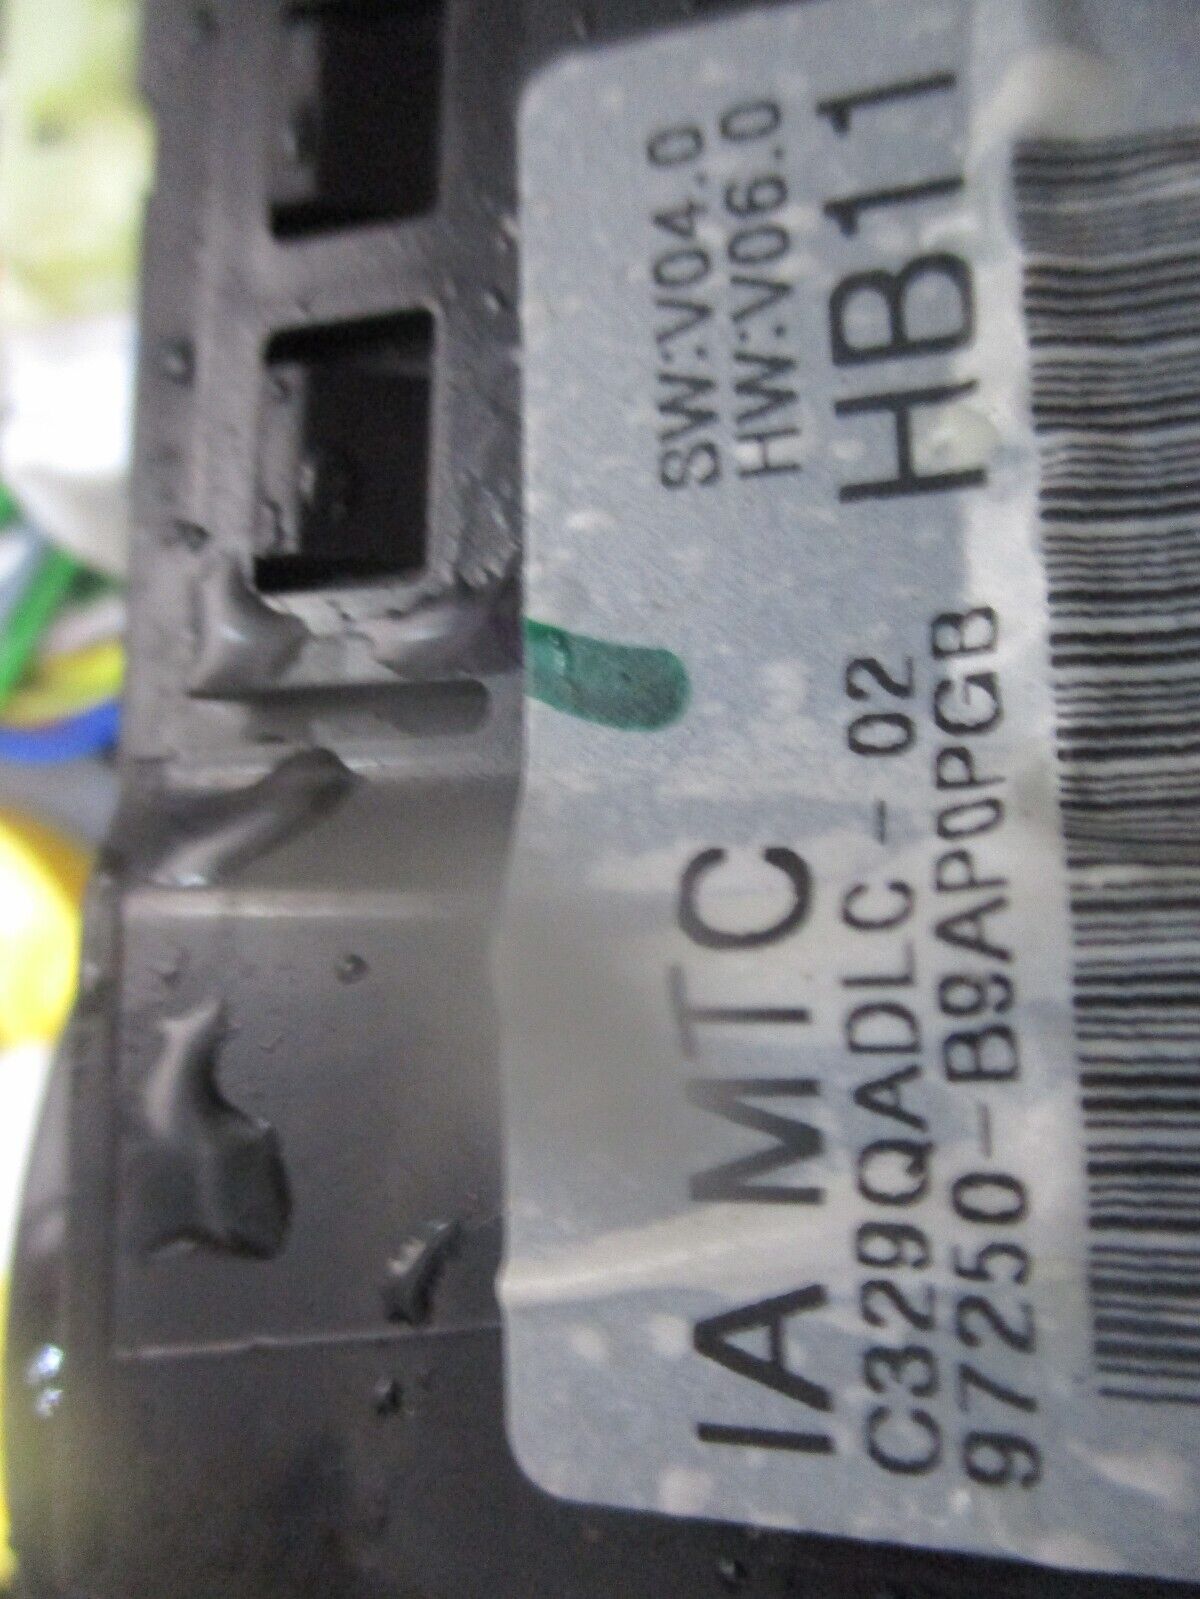 IA MTC
SW:V04.0
HW:V06.0
C329QADLC-02
HB11
97250-B9AP0PGB